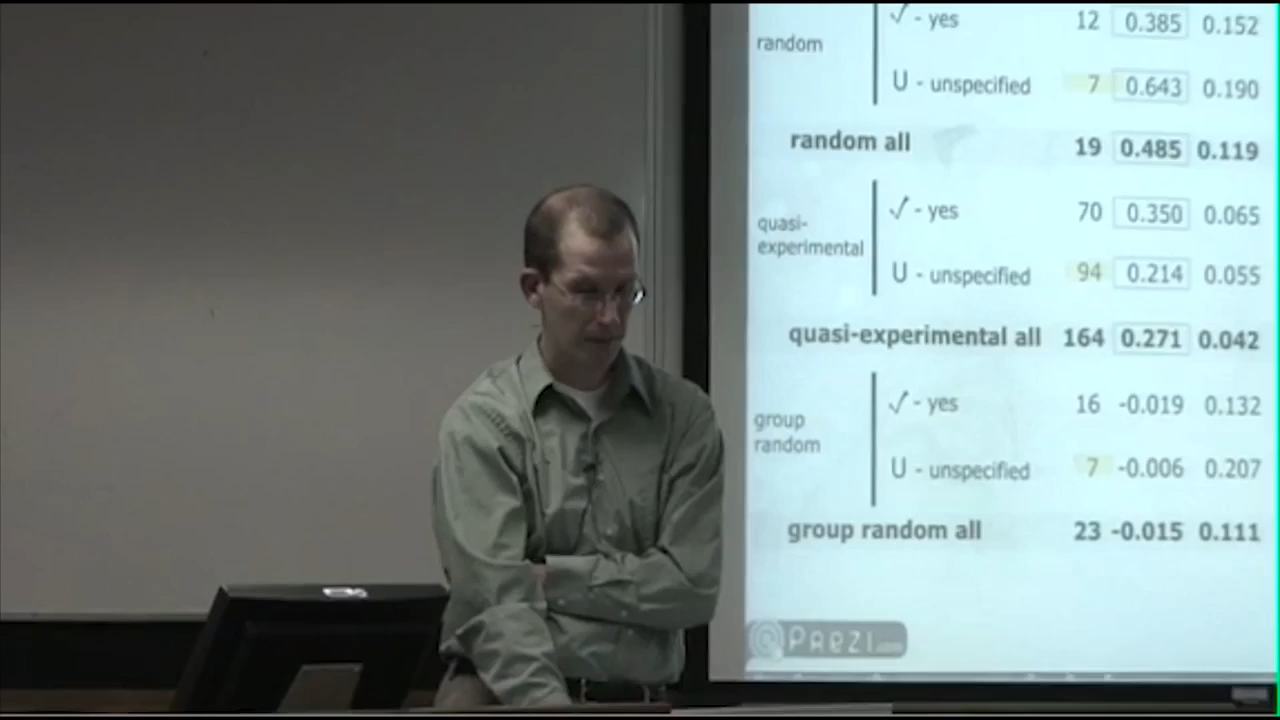 ✓ - yes 12 0.385 0.152
random
U - unspecified 7 0.643 0.190
random all 19 0.485 0.119
✓ - yes 70 0.350 0.065
quasi-
experimental
U - unspecified 94 0.214 0.055
quasi-experimental all 164 0.271 0.042
✓ - yes 16 -0.019 0.132
group
random
U - unspecified 7 -0.006 0.207
group random all 23 -0.015 0.111
PREZI.com